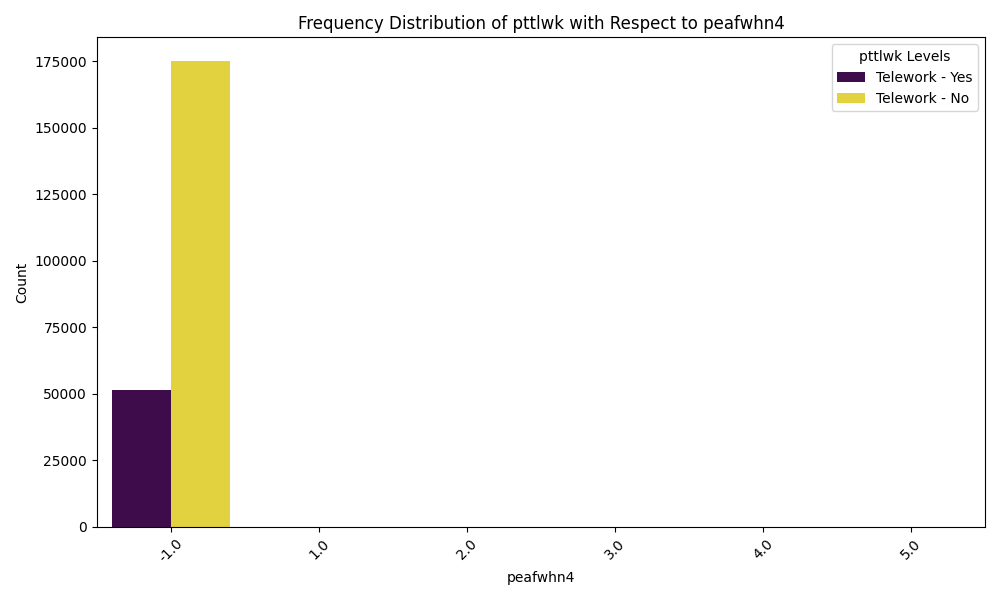 Frequency Distribution of pttlwk with Respect to peafwhn4
pttlwk Levels
Telework - Yes
Telework - No
175000
150000
125000
100000
75000
50000
25000
0
Count
-1.0
1.0
2.0
3.0
4.0
5.0
peafwhn4